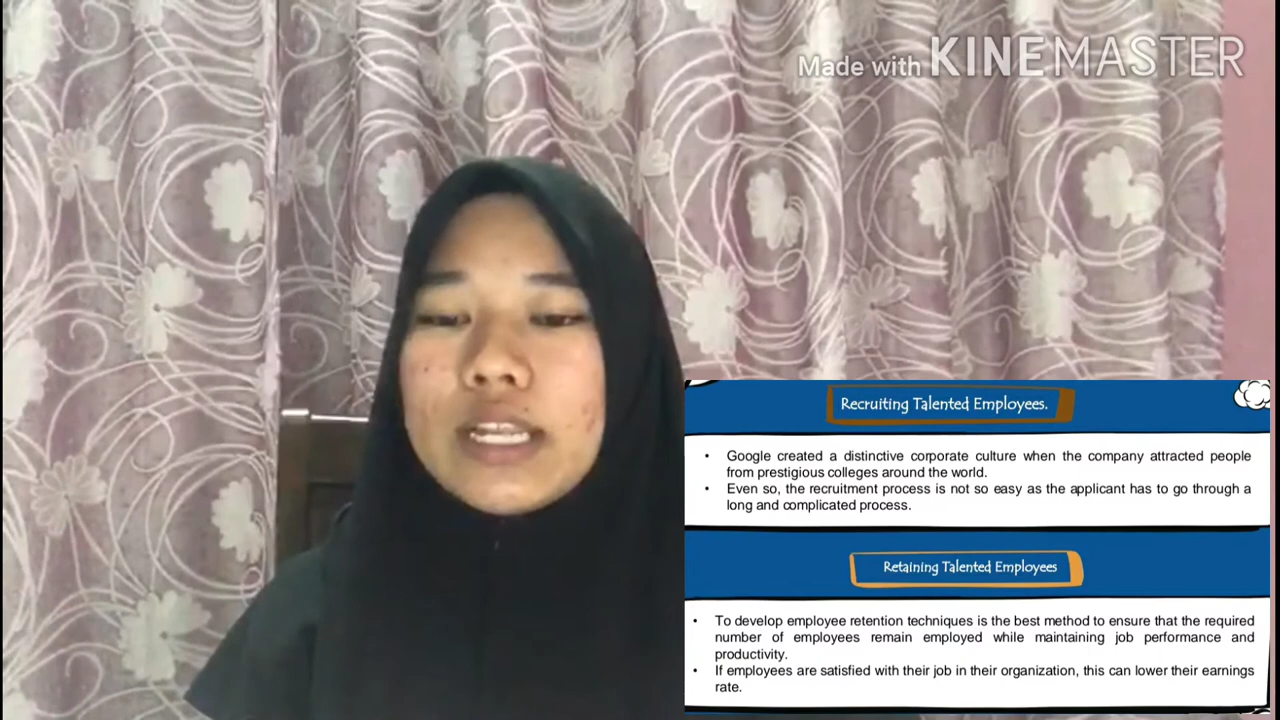 Made with KINEMASTER
Recruiting Talented Employees.
• Google created a distinctive corporate culture when the company attracted people
from prestigious colleges around the world.
• Even so, the recruitment process is not so easy as the applicant has to go through a
long and complicated process.
Retaining Talented Employees
• To develop employee retention techniques is the best method to ensure that the required
number of employees remain employed while maintaining job performance and
productivity.
• If employees are satisfied with their job in their organization, this can lower their earnings
rate.